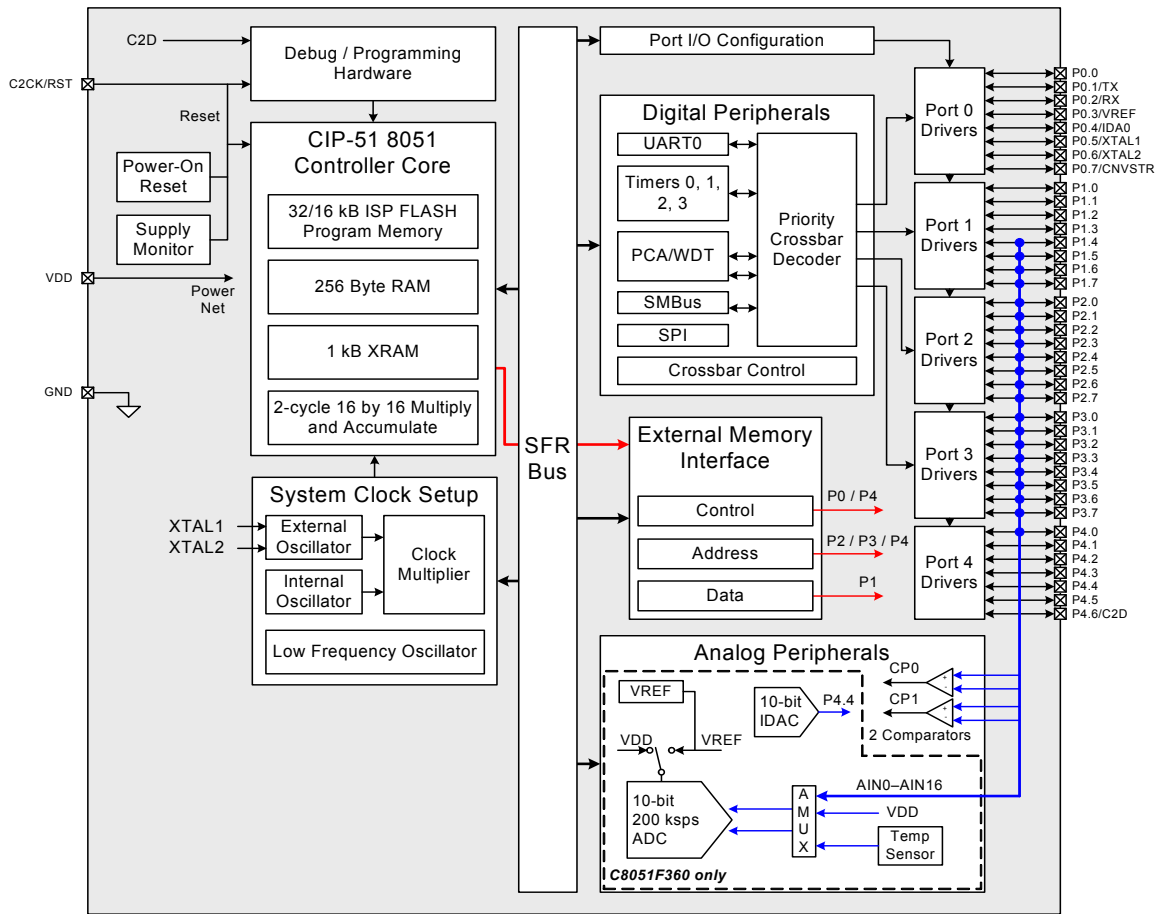 C2D
C2CK/RST
Reset
Debug / Programming
Hardware
CIP-51 8051
Controller Core
32/16 kB ISP FLASH
Program Memory
256 Byte RAM
1 kB XRAM
2-cycle 16 by 16 Multiply
and Accumulate
Power-On
Reset
Supply
Monitor
VDD
Power
Net
GND
System Clock Setup
XTAL1
XTAL2
External
Oscillator
Internal
Oscillator
Clock
Multiplier
Low Frequency Oscillator
SFR
Bus
Port I/O Configuration
Digital Peripherals
UART0
Timers 0, 1,
2, 3
PCA/WDT
SMBus
SPI
Priority
Crossbar
Decoder
Crossbar Control
External Memory
Interface
Control
Address
Data
P0 / P4
P2 / P3 / P4
P1
Port 0
Drivers
Port 1
Drivers
Port 2
Drivers
Port 3
Drivers
Port 4
Drivers
P0.0
P0.1/TX
P0.2/RX
P0.3/VREF
P0.4/IDA0
P0.5/XTAL1
P0.6/XTAL2
P0.7/CNVSTR
P1.0
P1.1
P1.2
P1.3
P1.4
P1.5
P1.6
P1.7
P2.0
P2.1
P2.2
P2.3
P2.4
P2.5
P2.6
P2.7
P3.0
P3.1
P3.2
P3.3
P3.4
P3.5
P3.6
P3.7
P4.0
P4.1
P4.2
P4.3
P4.4
P4.5
P4.6/C2D
Analog Peripherals
VREF
VDD
VREF
10-bit
IDAC
P4.4
CP0
+
-
CP1
+
-
2 Comparators
10-bit
200 ksps
ADC
A
M
U
X
AIN0–AIN16
VDD
Temp
Sensor
C8051F360 only